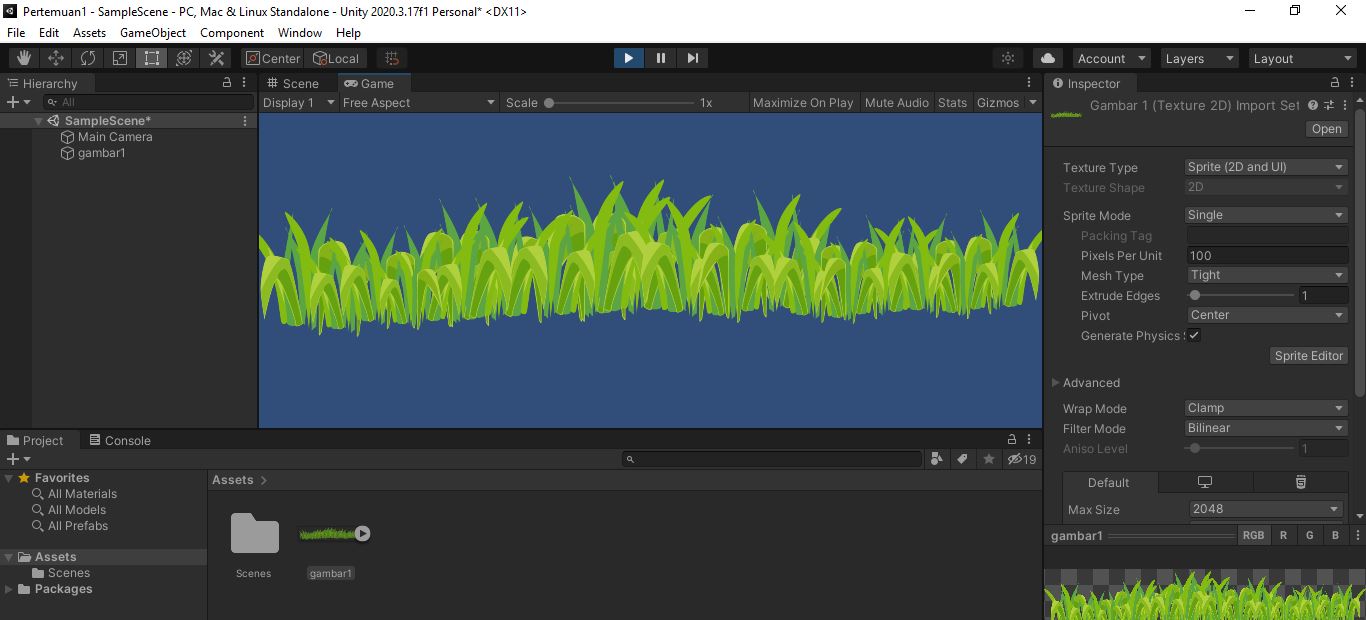 Pertemuan1 - SampleScene - PC, Mac & Linux Standalone - Unity 2020.3.17f1 Personal* <DX11>
File Edit Assets GameObject Component Window Help
Center Local Account Layers Layout
Hierarchy
All
SampleScene*
Main Camera
gambar1
Scene Game
Display 1 Free Aspect Scale 1x Maximize On Play Mute Audio Stats Gizmos
Inspector
Gambar 1 (Texture 2D) Import Set
Open
Texture Type Sprite (2D and UI)
Texture Shape 2D
Sprite Mode Single
Packing Tag
Pixels Per Unit 100
Mesh Type Tight
Extrude Edges 1
Pivot Center
Generate Physics
Sprite Editor
Advanced
Wrap Mode Clamp
Filter Mode Bilinear
Aniso Level 1
Default
Max Size 2048
gambar1 RGB R G B
Project Console
19
Favorites
All Materials
All Models
All Prefabs
Assets
Scenes
Packages
Assets >
Scenes gambar1